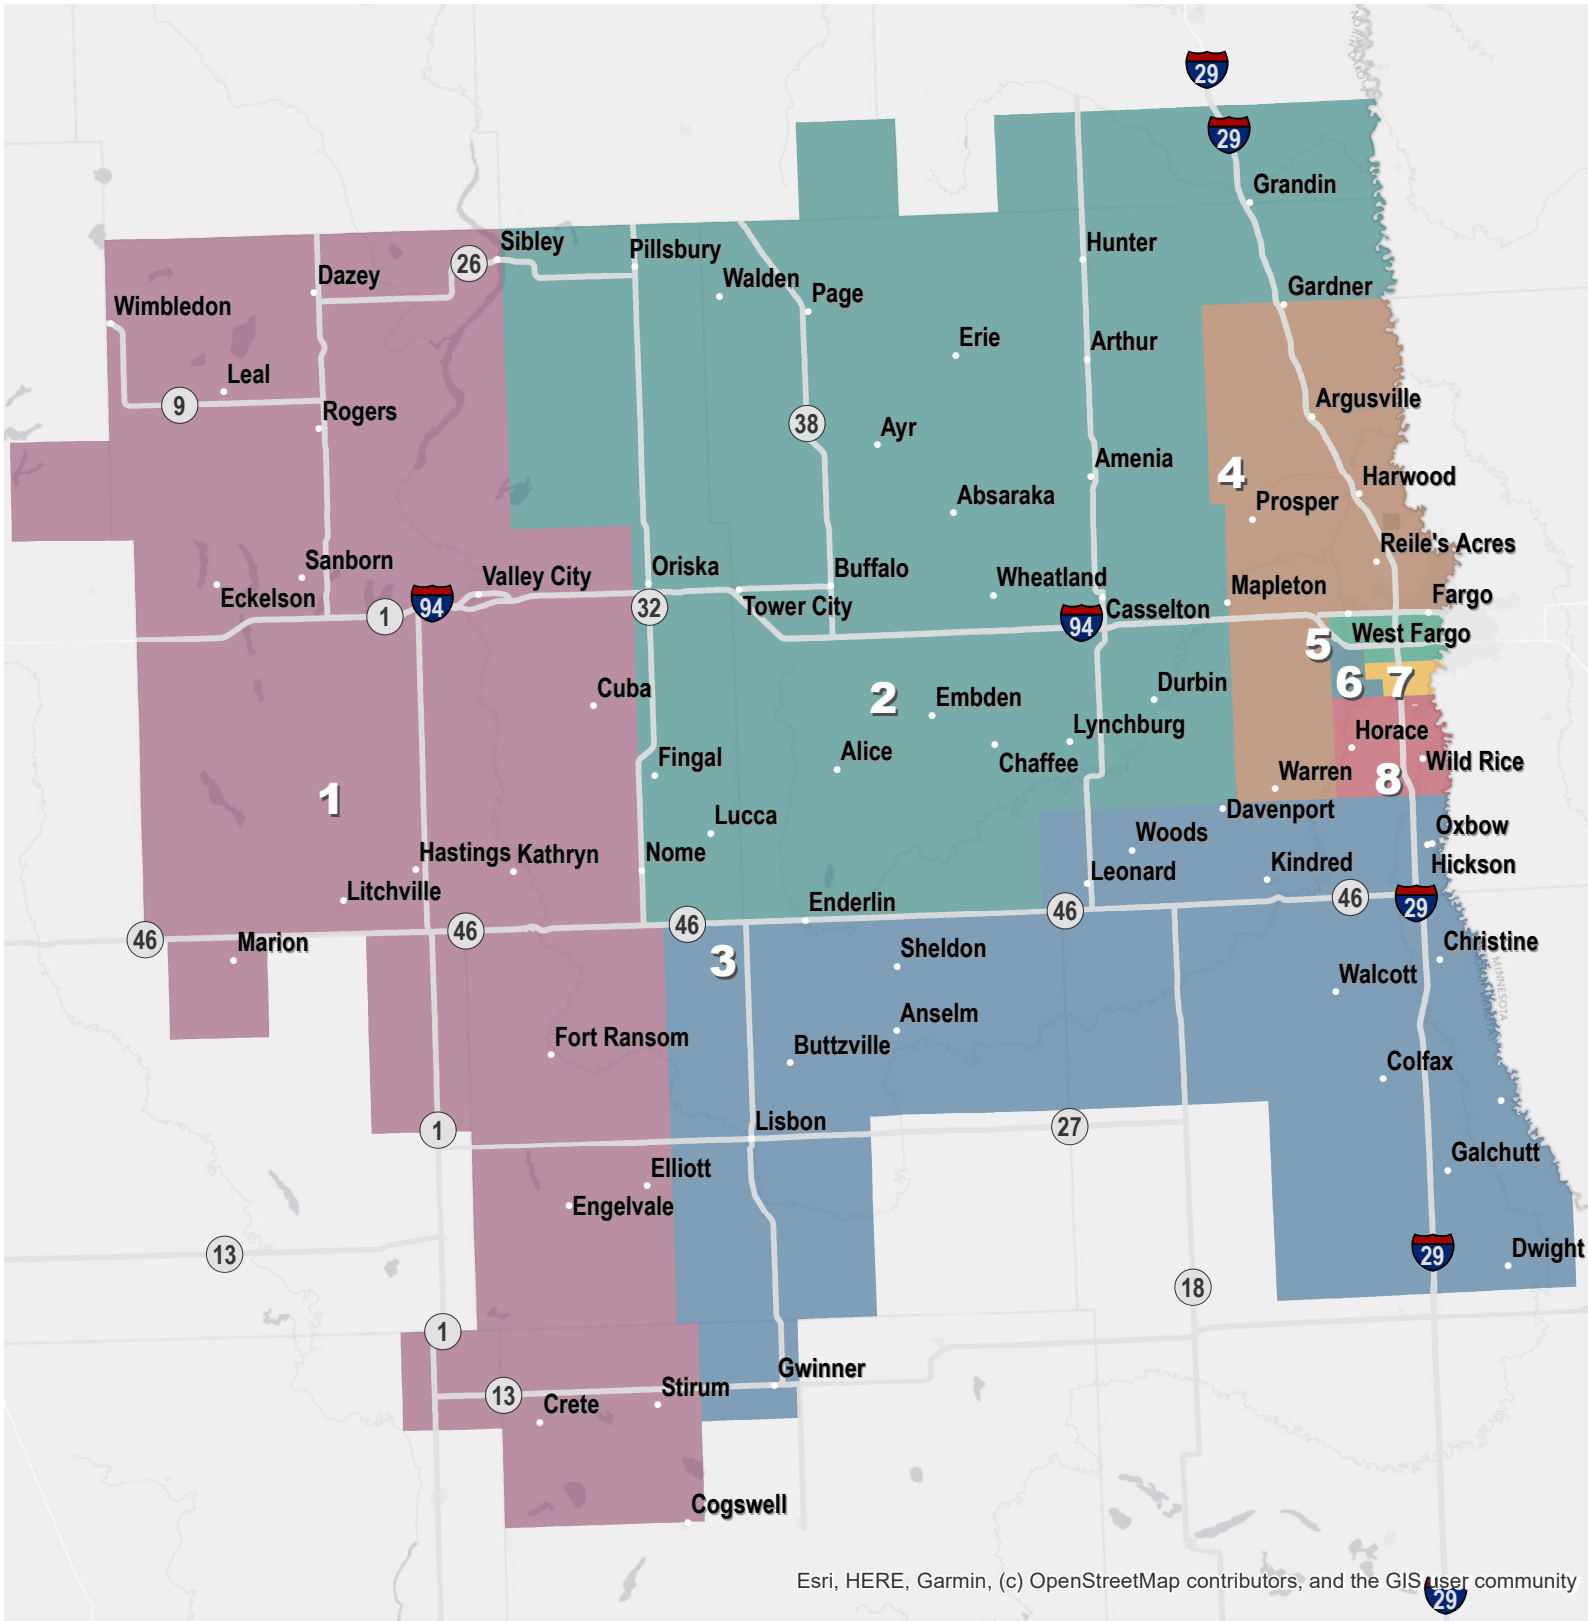 29
29
Grandin
Sibley
Pillsbury
Hunter
26
Dazey
Walden
Page
Gardner
Wimbledon
Erie
Arthur
Leal
9
Rogers
38
Ayr
Argusville
Amenia
4
Harwood
Absaraka
Prosper
Reile's Acres
Sanborn
Eckelson
Valley City
Oriska
Buffalo
Wheatland
Mapleton
Fargo
1
94
32
Tower City
94
Casselton
5
West Fargo
Cuba
2
Embden
Durbin
6
7
Fingal
Alice
Chaffee
Lynchburg
Horace
Wild Rice
1
Warren
8
Lucca
Davenport
Woods
Oxbow
Hastings
Kathryn
Nome
Leonard
Kindred
Hickson
Litchville
Enderlin
46
46
29
46
46
46
Marion
3
Sheldon
Christine
Walcott
MINNESOTA
Anselm
Fort Ransom
Buttzville
Colfax
1
Lisbon
27
Elliott
Galchutt
Engelvale
13
29
Dwight
18
1
Gwinner
13
Crete
Stirum
Cogswell
Esri, HERE, Garmin, (c) OpenStreetMap contributors, and the GIS user community
29